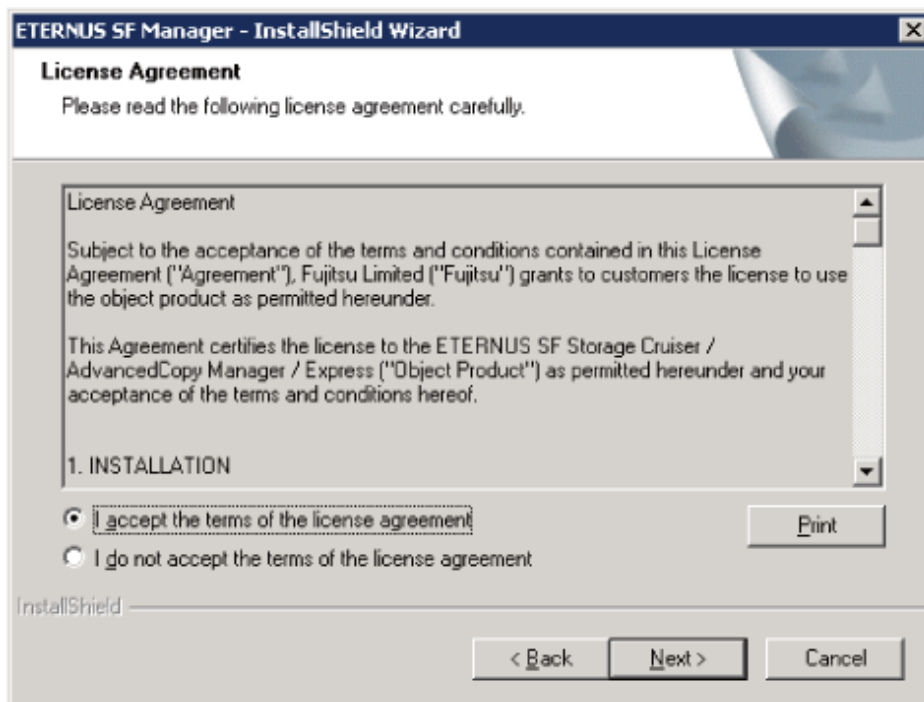 ETERNUS SF Manager - InstallShield Wizard
License Agreement
Please read the following license agreement carefully.
License Agreement
Subject to the acceptance of the terms and conditions contained in this License
Agreement ("Agreement"), Fujitsu Limited ("Fujitsu") grants to customers the license to use
the object product as permitted hereunder.
This Agreement certifies the license to the ETERNUS SF Storage Cruiser /
AdvancedCopy Manager / Express ("Object Product") as permitted hereunder and your
acceptance of the terms and conditions hereof.
1. INSTALLATION
I accept the terms of the license agreement
Print
I do not accept the terms of the license agreement
InstallShield
< Back
Next >
Cancel